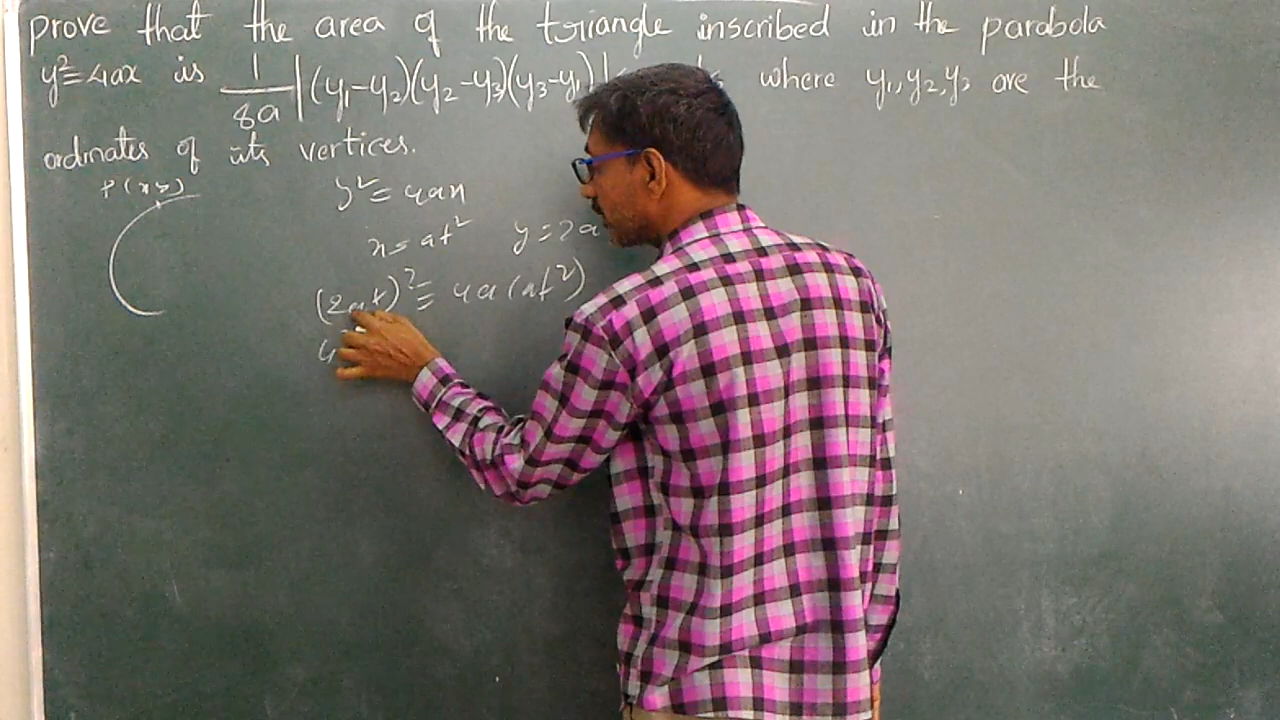 prove that the area of the triangle inscribed in the parabola
y²=4ax is 1/8a |(y₁-y₂)(y₂-y₃)(y₃-y₁)| where y₁,y₂,y₃ are the
ordinates of its vertices.
P(x,y)
y² = 4ax
x = at² y = 2a
(2at)² = 4a(at²)
4